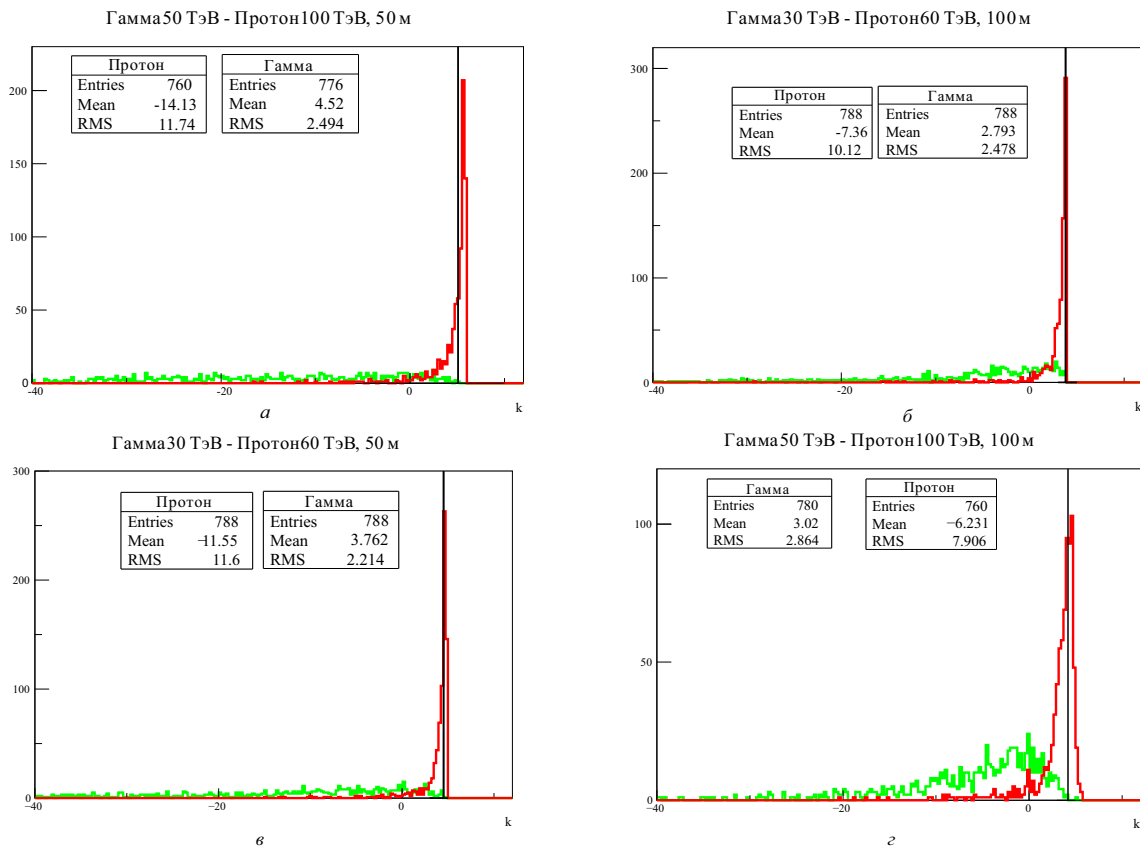 Гамма50 ТэВ - Протон100 ТэВ, 50 м
200
150
100
50
0
-40
-20
0
k
Протон
Entries 760
Mean -14.13
RMS 11.74
Гамма
Entries 776
Mean 4.52
RMS 2.494
а
Гамма30 ТэВ - Протон60 ТэВ, 100 м
300
200
100
0
-40
-20
0
k
Протон
Entries 788
Mean -7.36
RMS 10.12
Гамма
Entries 788
Mean 2.793
RMS 2.478
б
Гамма30 ТэВ - Протон60 ТэВ, 50 м
300
200
100
0
-40
-20
0
k
Протон
Entries 788
Mean -11.55
RMS 11.6
Гамма
Entries 788
Mean 3.762
RMS 2.214
в
Гамма50 ТэВ - Протон100 ТэВ, 100 м
100
50
0
−40
−20
0
k
Гамма
Entries 780
Mean 3.02
RMS 2.864
Протон
Entries 760
Mean −6.231
RMS 7.906
г